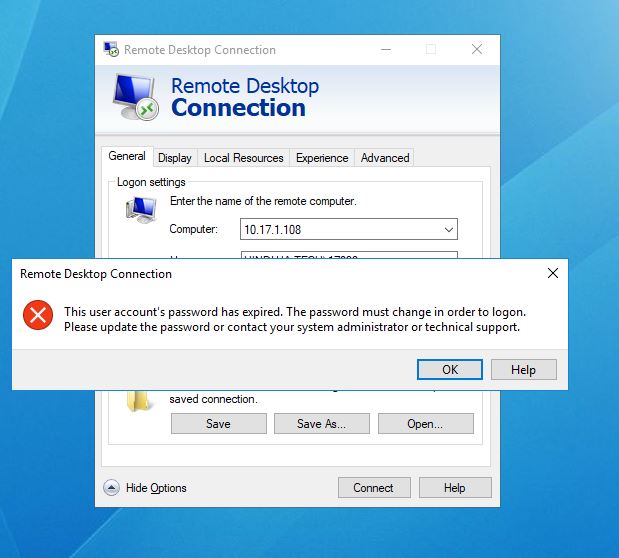 Remote Desktop Connection
Remote Desktop
Connection
General Display Local Resources Experience Advanced
Logon settings
Enter the name of the remote computer.
Computer: 10.17.1.108
Remote Desktop Connection
This user account's password has expired. The password must change in order to logon.
Please update the password or contact your system administrator or technical support.
OK Help
saved connection.
Save Save As... Open...
Hide Options Connect Help